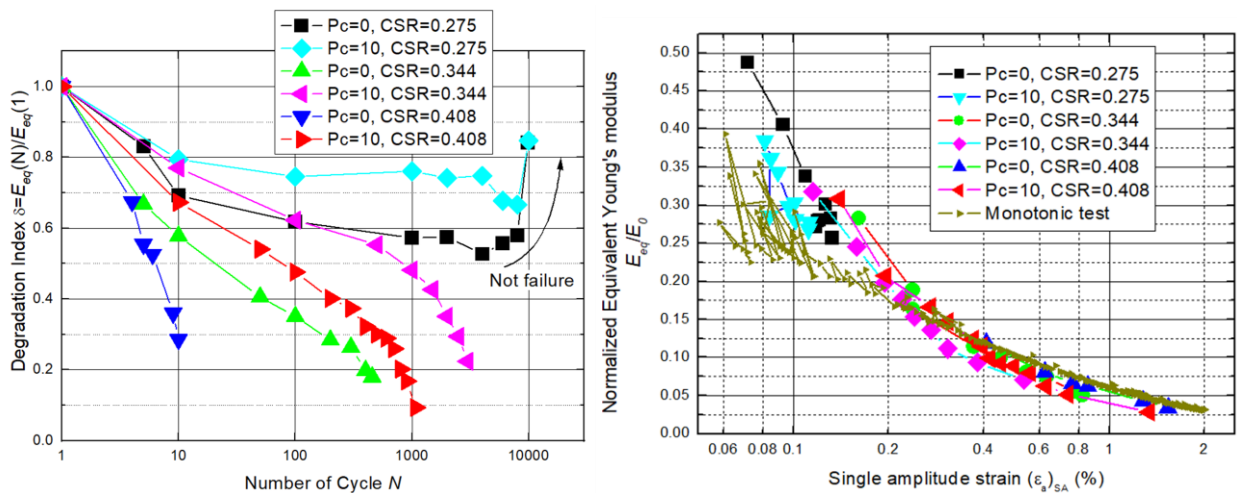 Degradation Index δ=E_eq(N)/E_eq(1)
1.0
0.8
0.6
0.4
0.2
0.0
Pc=0, CSR=0.275
Pc=10, CSR=0.275
Pc=0, CSR=0.344
Pc=10, CSR=0.344
Pc=0, CSR=0.408
Pc=10, CSR=0.408
Not failure
1 10 100 1000 10000
Number of Cycle N
Normalized Equivalent Young's modulus
E_eq/E_0
0.50
0.45
0.40
0.35
0.30
0.25
0.20
0.15
0.10
0.05
0.00
Pc=0, CSR=0.275
Pc=10, CSR=0.275
Pc=0, CSR=0.344
Pc=10, CSR=0.344
Pc=0, CSR=0.408
Pc=10, CSR=0.408
Monotonic test
0.06 0.08 0.1 0.2 0.4 0.6 0.8 1 2
Single amplitude strain (ε_a)_SA (%)